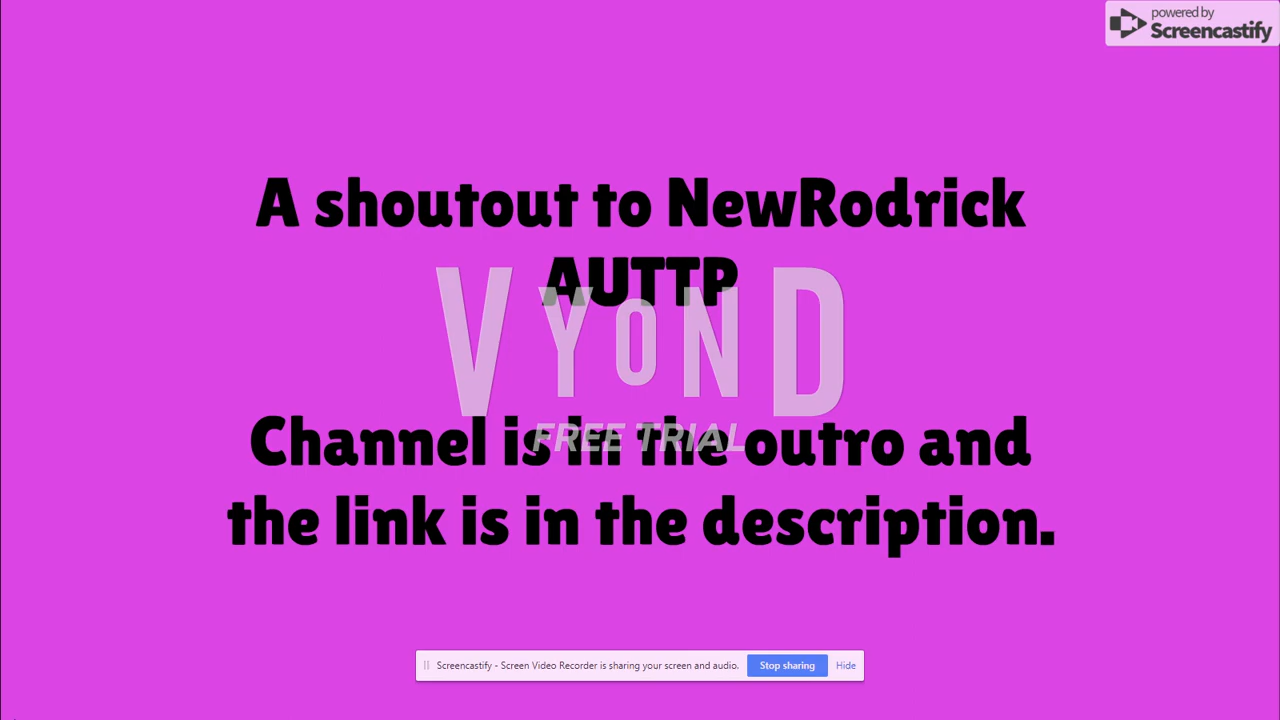 powered by
Screencastify
A shoutout to NewRodrick
AUTTP
VYOND
FREE TRIAL
Channel is in the outro and
the link is in the description.
Screencastify - Screen Video Recorder is sharing your screen and audio.
Stop sharing
Hide